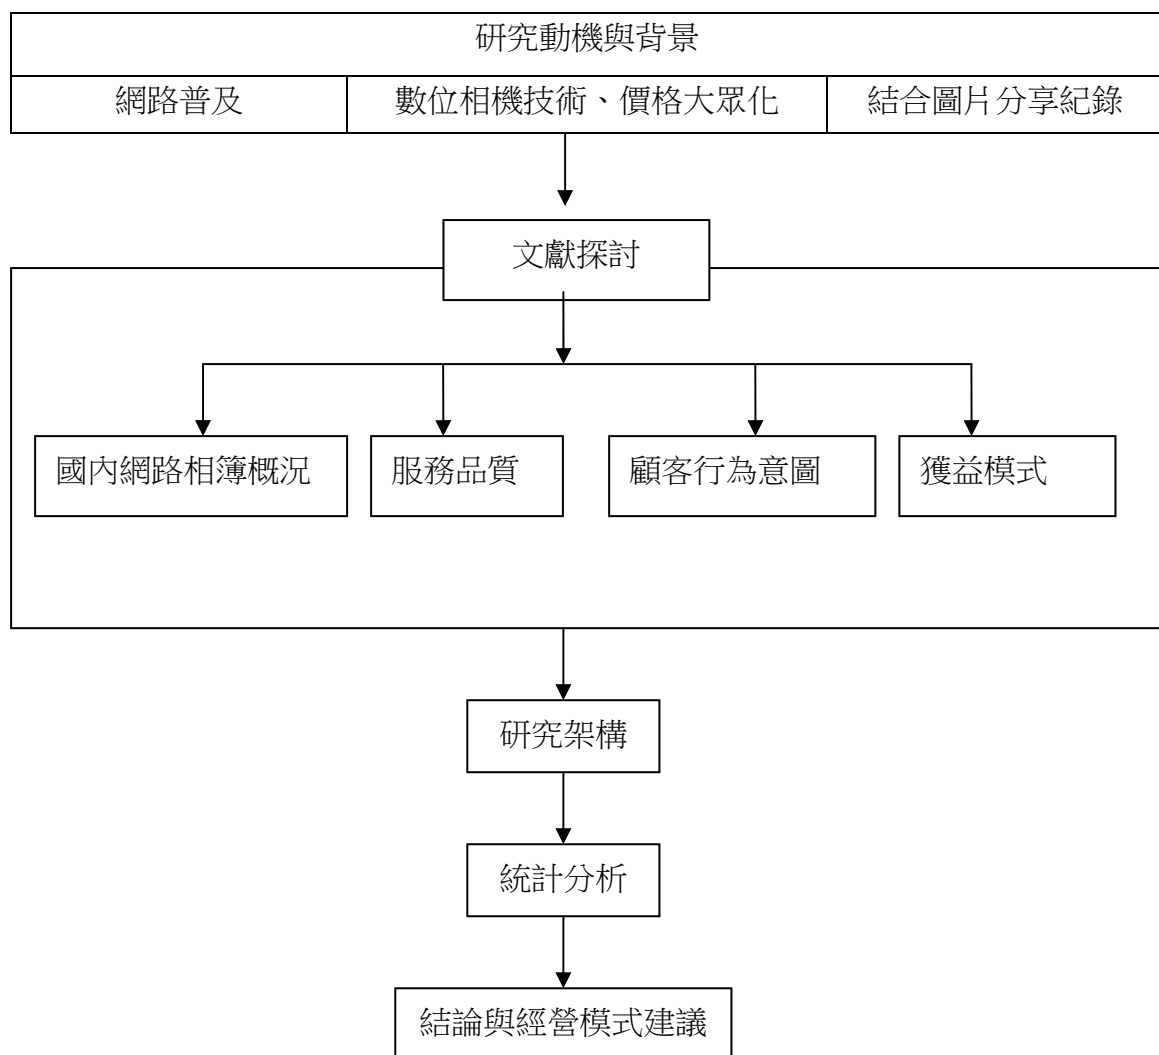 研究動機與背景
網路普及
數位相機技術、價格大眾化
結合圖片分享紀錄
文獻探討
國內網路相簿概況
服務品質
顧客行為意圖
獲益模式
研究架構
統計分析
結論與經營模式建議